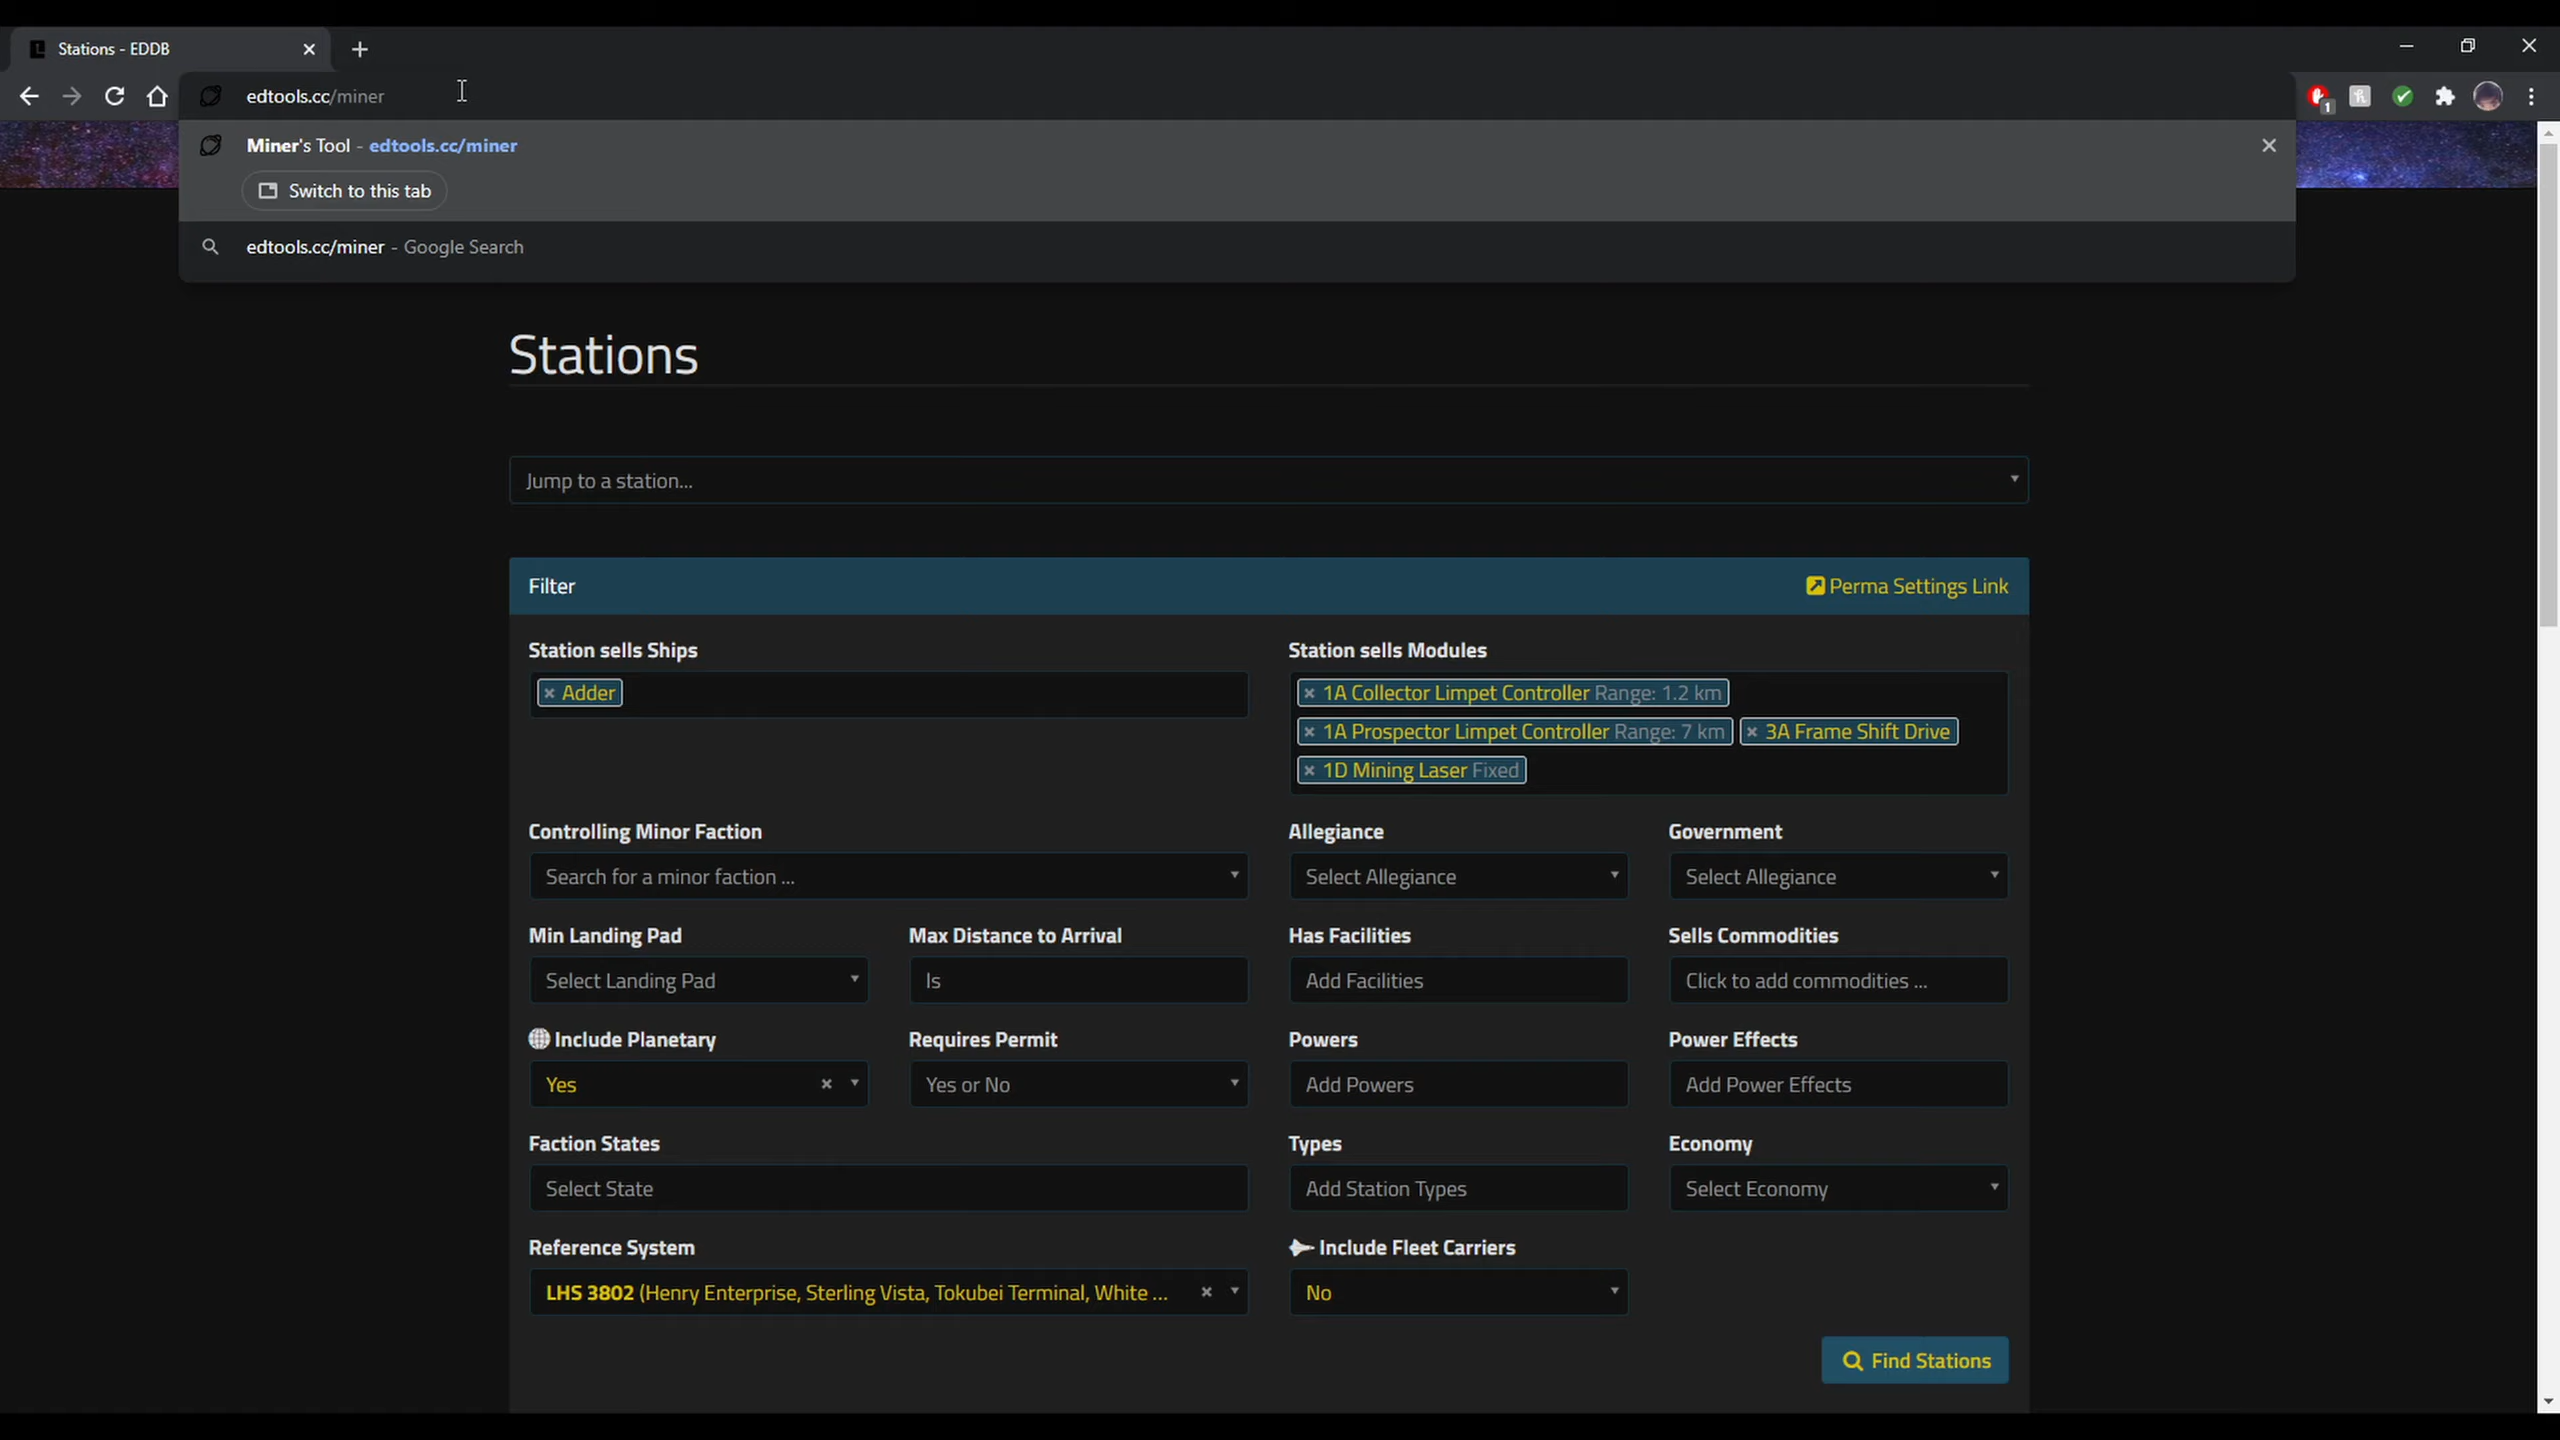 Stations - EDDB
edtools.cc/miner
1
Miner's Tool - edtools.cc/miner
Switch to this tab
edtools.cc/miner - Google Search
Stations
Jump to a station...
Filter
Perma Settings Link
Station sells Ships
Station sells Modules
× Adder
× 1A Collector Limpet Controller Range: 1.2 km
× 1A Prospector Limpet Controller Range: 7 km × 3A Frame Shift Drive
× 1D Mining Laser Fixed
Controlling Minor Faction
Allegiance
Government
Search for a minor faction ...
Select Allegiance
Select Allegiance
Min Landing Pad
Max Distance to Arrival
Has Facilities
Sells Commodities
Select Landing Pad
ls
Add Facilities
Click to add commodities ...
Include Planetary
Requires Permit
Powers
Power Effects
Yes ×
Yes or No
Add Powers
Add Power Effects
Faction States
Types
Economy
Select State
Add Station Types
Select Economy
Reference System
Include Fleet Carriers
LHS 3802 (Henry Enterprise, Sterling Vista, Tokubei Terminal, White ... ×
No
Find Stations